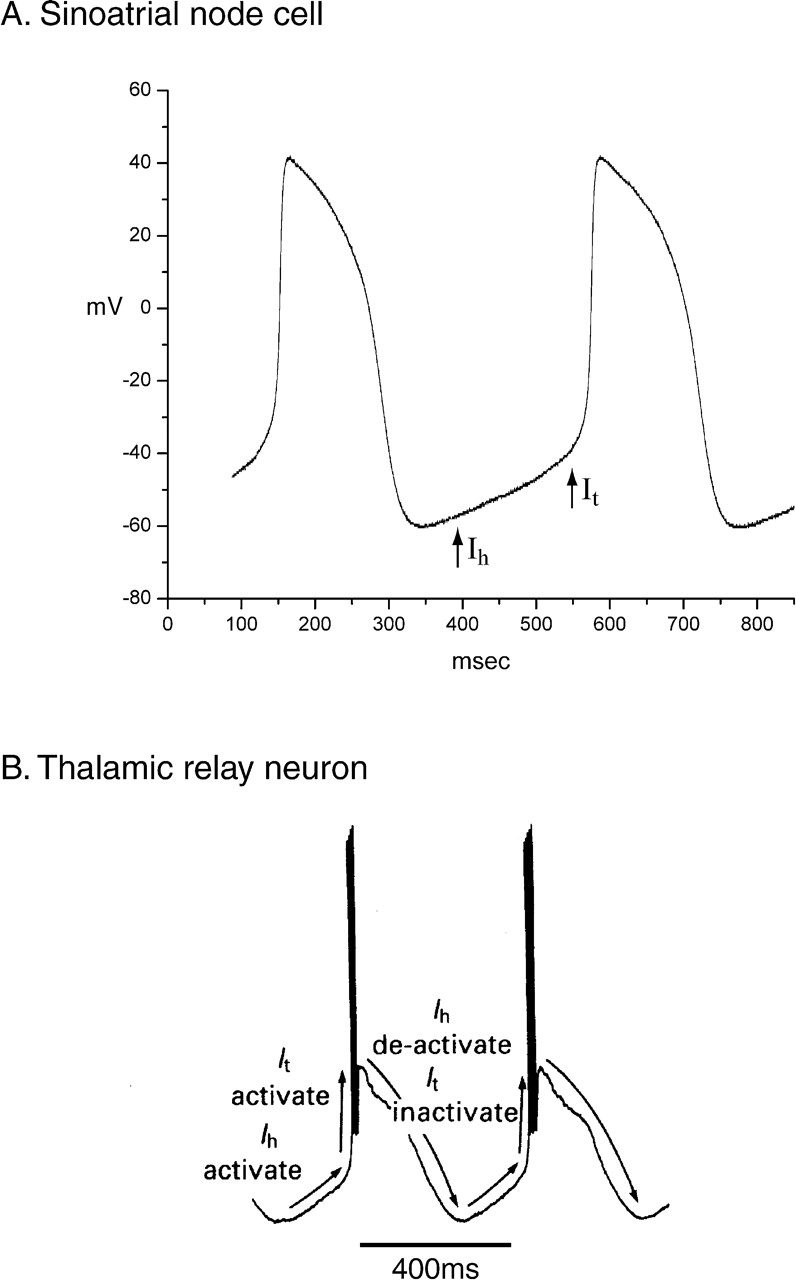 A. Sinoatrial node cell
60
40
20
mV 0
-20
-40
It
-60
Ih
-80
0 100 200 300 400 500 600 700 800
msec
B. Thalamic relay neuron
Ih
de-activate
It
activate
It
inactivate
Ih
activate
400ms